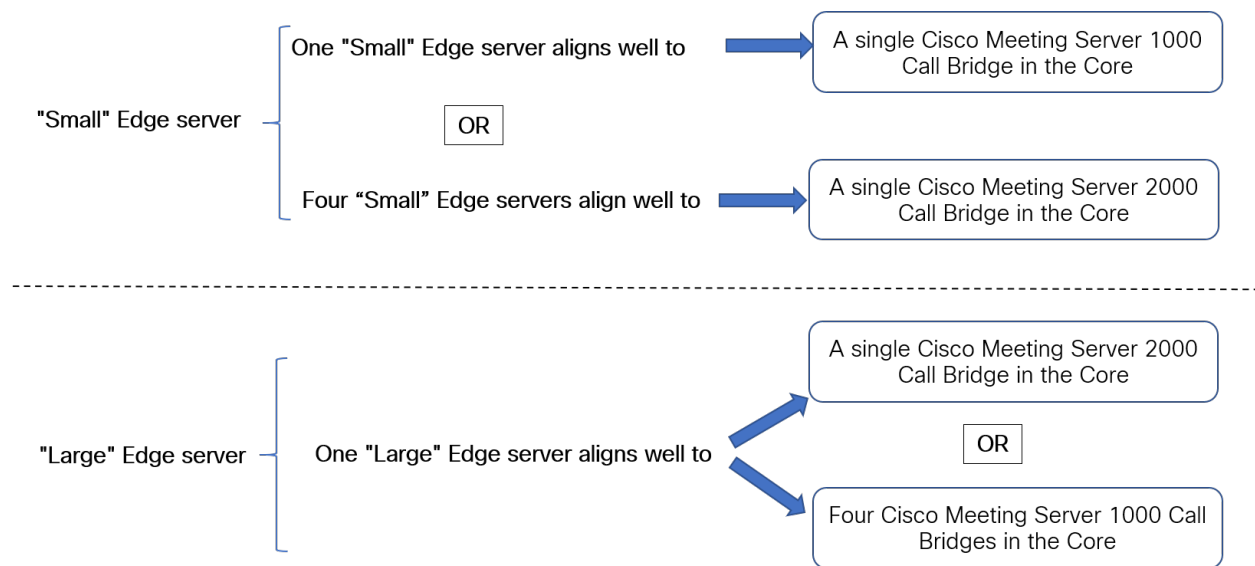 One "Small" Edge server aligns well to
A single Cisco Meeting Server 1000
Call Bridge in the Core
"Small" Edge server
OR
Four “Small” Edge servers align well to
A single Cisco Meeting Server 2000
Call Bridge in the Core
"Large" Edge server
One "Large" Edge server aligns well to
A single Cisco Meeting Server 2000
Call Bridge in the Core
OR
Four Cisco Meeting Server 1000 Call
Bridges in the Core